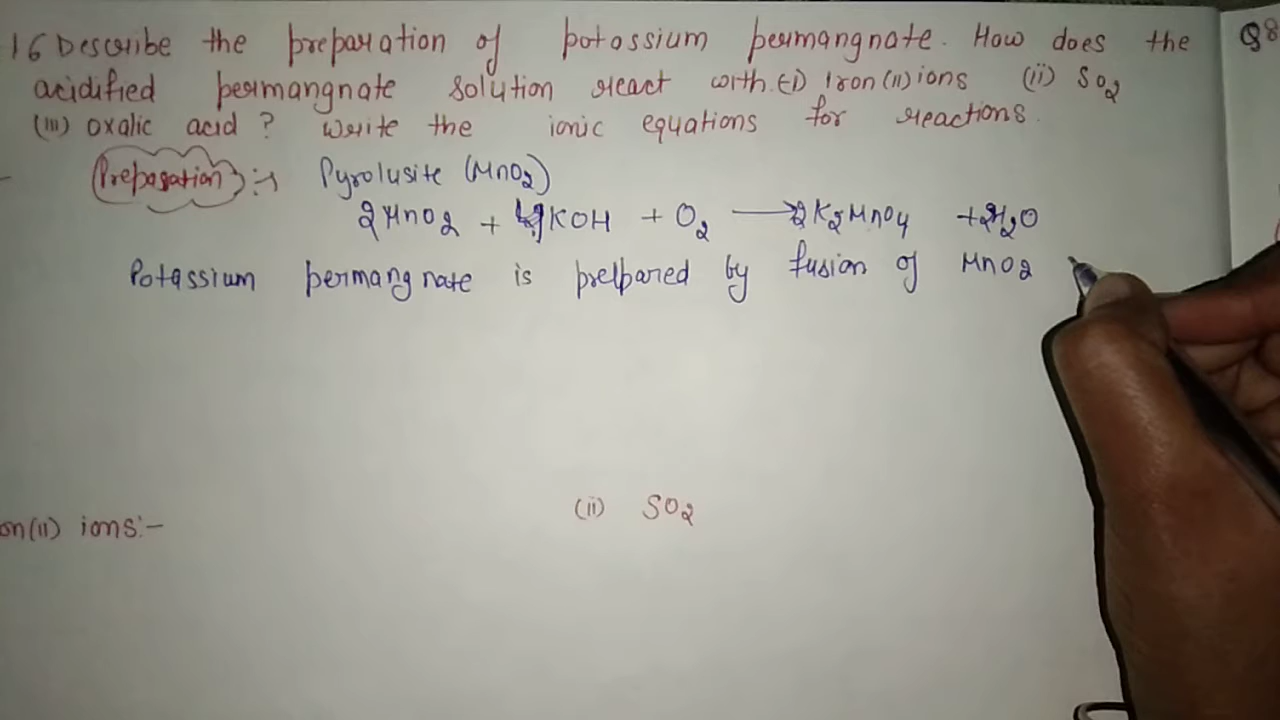 16 Describe the preparation of potossium permangnate. How does the
acidified permangnate solution react with (I) Iron (II) ions (ii) SO2
(III) oxalic acid? Write the ionic equations for reactions.
Preparation :→ Pyrolusite (MnO2)
2MnO2 + 4KOH + O2 → 2K2MnO4 + 2H2O
Potassium permangnate is prepared by fusion of MnO2
on(II) ions:- (ii) SO2
Q8